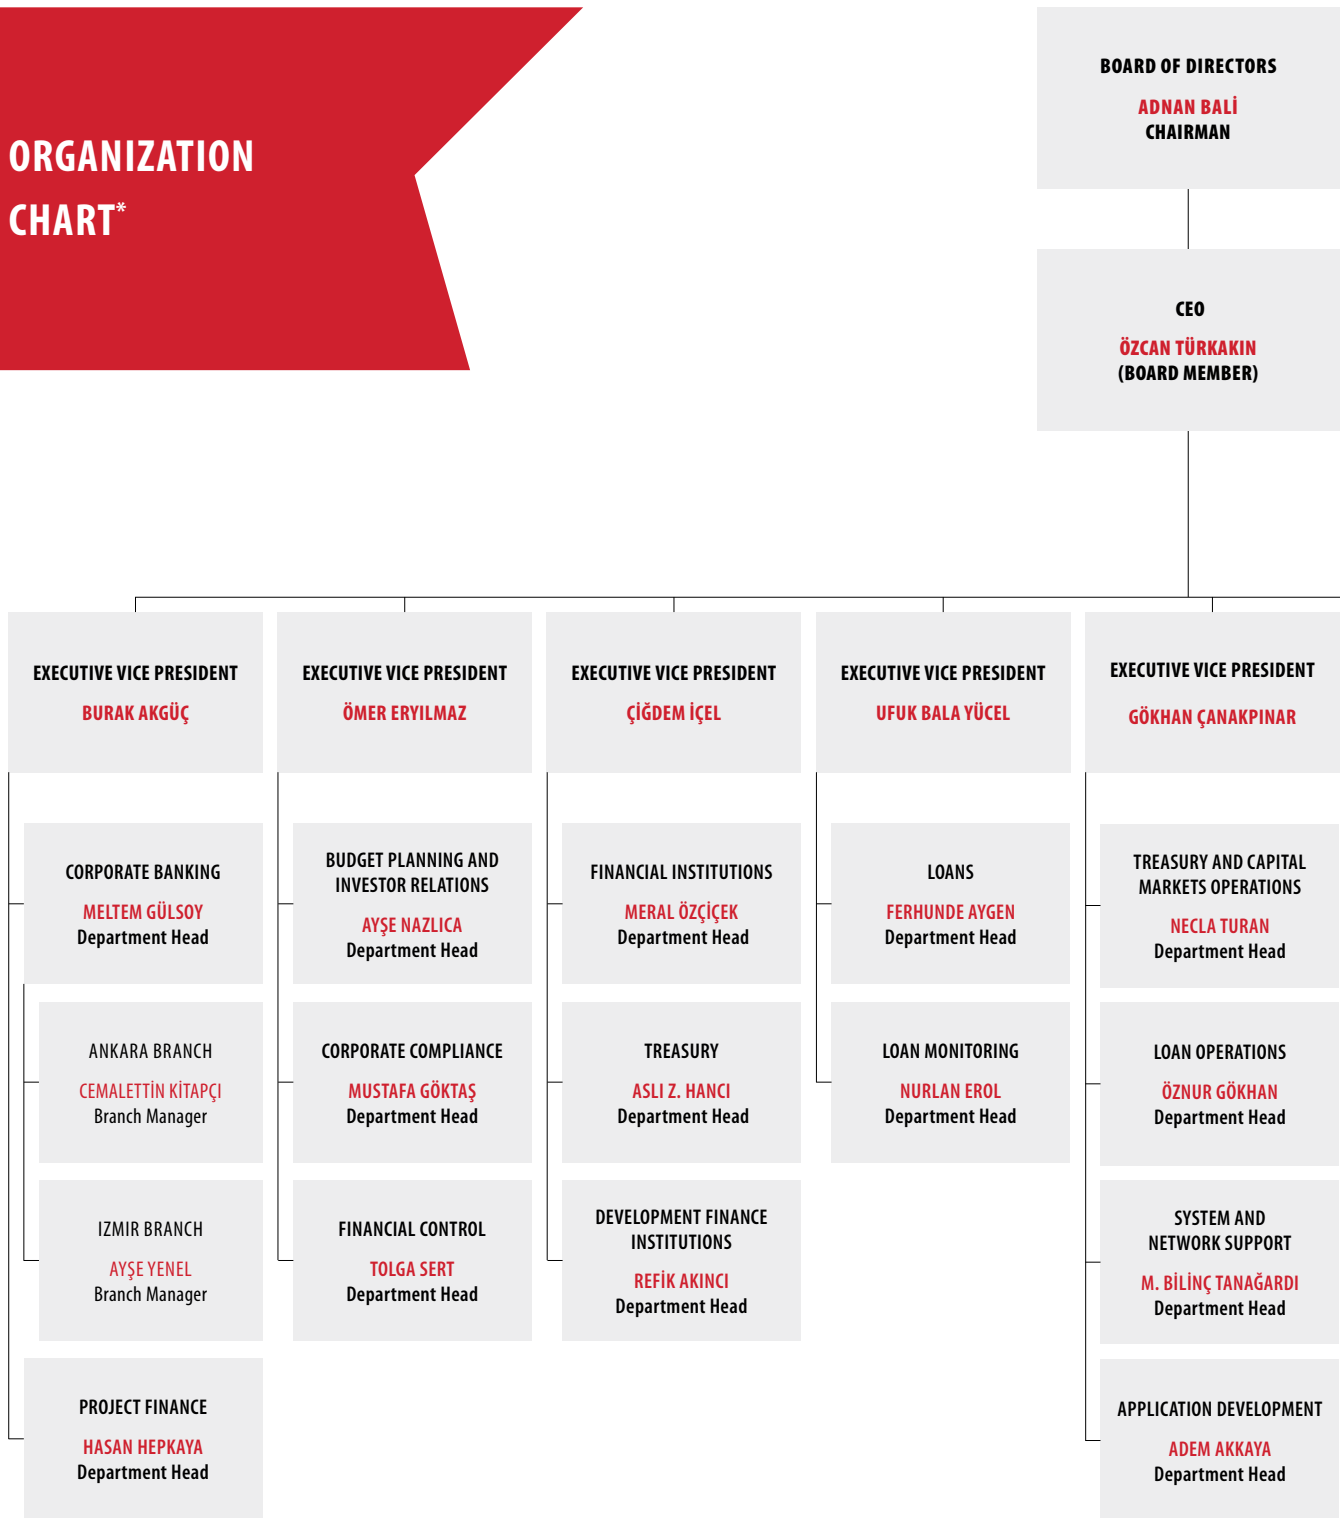 ORGANIZATION
CHART*
BOARD OF DIRECTORS
ADNAN BALİ
CHAIRMAN
CEO
ÖZCAN TÜRKAKIN
(BOARD MEMBER)
EXECUTIVE VICE PRESIDENT
BURAK AKGÜÇ
CORPORATE BANKING
MELTEM GÜLSOY
Department Head
ANKARA BRANCH
CEMALETTİN KİTAPÇI
Branch Manager
IZMIR BRANCH
AYŞE YENEL
Branch Manager
PROJECT FINANCE
HASAN HEPKAYA
Department Head
EXECUTIVE VICE PRESIDENT
ÖMER ERYILMAZ
BUDGET PLANNING AND
INVESTOR RELATIONS
AYŞE NAZLICA
Department Head
CORPORATE COMPLIANCE
MUSTAFA GÖKTAŞ
Department Head
FINANCIAL CONTROL
TOLGA SERT
Department Head
EXECUTIVE VICE PRESIDENT
ÇİĞDEM İÇEL
FINANCIAL INSTITUTIONS
MERAL ÖZÇİÇEK
Department Head
TREASURY
ASLI Z. HANCI
Department Head
DEVELOPMENT FINANCE
INSTITUTIONS
REFİK AKINCI
Department Head
EXECUTIVE VICE PRESIDENT
UFUK BALA YÜCEL
LOANS
FERHUNDE AYGEN
Department Head
LOAN MONITORING
NURLAN EROL
Department Head
EXECUTIVE VICE PRESIDENT
GÖKHAN ÇANAKPINAR
TREASURY AND CAPITAL
MARKETS OPERATIONS
NECLA TURAN
Department Head
LOAN OPERATIONS
ÖZNUR GÖKHAN
Department Head
SYSTEM AND
NETWORK SUPPORT
M. BİLİNÇ TANAĞARDI
Department Head
APPLICATION DEVELOPMENT
ADEM AKKAYA
Department Head